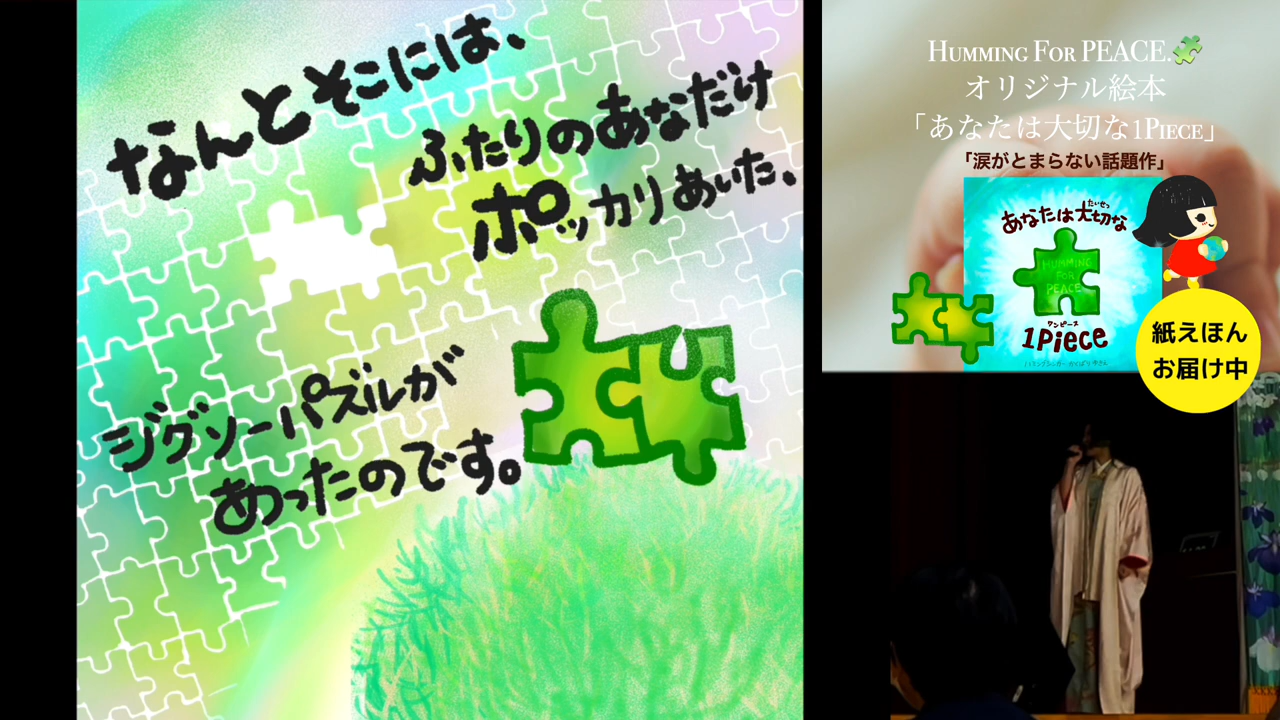 なんとそこには、
ふたりのあなだけ
ポッカリあいた、
ジグソーパズルが
あったのです。
HUMMING FOR PEACE.
オリジナル絵本
「あなたは大切な1PIECE」
「涙がとまらない話題作」
たいせつ
あなたは大切な
HUMMING
FOR
PEACE
ワンピース
1Piece
紙えほん
お届け中